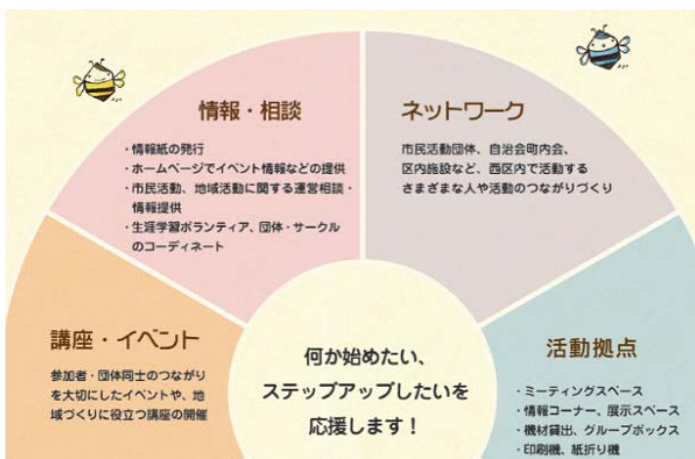 情報・相談
・情報紙の発行
・ホームページでイベント情報などの提供
・市民活動、地域活動に関する運営相談・
情報提供
・生涯学習ボランティア、団体・サークル
のコーディネート
ネットワーク
市民活動団体、自治会町内会、
区内施設など、西区内で活動する
さまざまな人や活動のつながりづくり
講座・イベント
参加者・団体同士のつながり
を大切にしたイベントや、地
域づくりに役立つ講座の開催
何か始めたい、
ステップアップしたいを
応援します！
活動拠点
・ミーティングスペース
・情報コーナー、展示スペース
・機材貸出、グループボックス
・印刷機、紙折り機